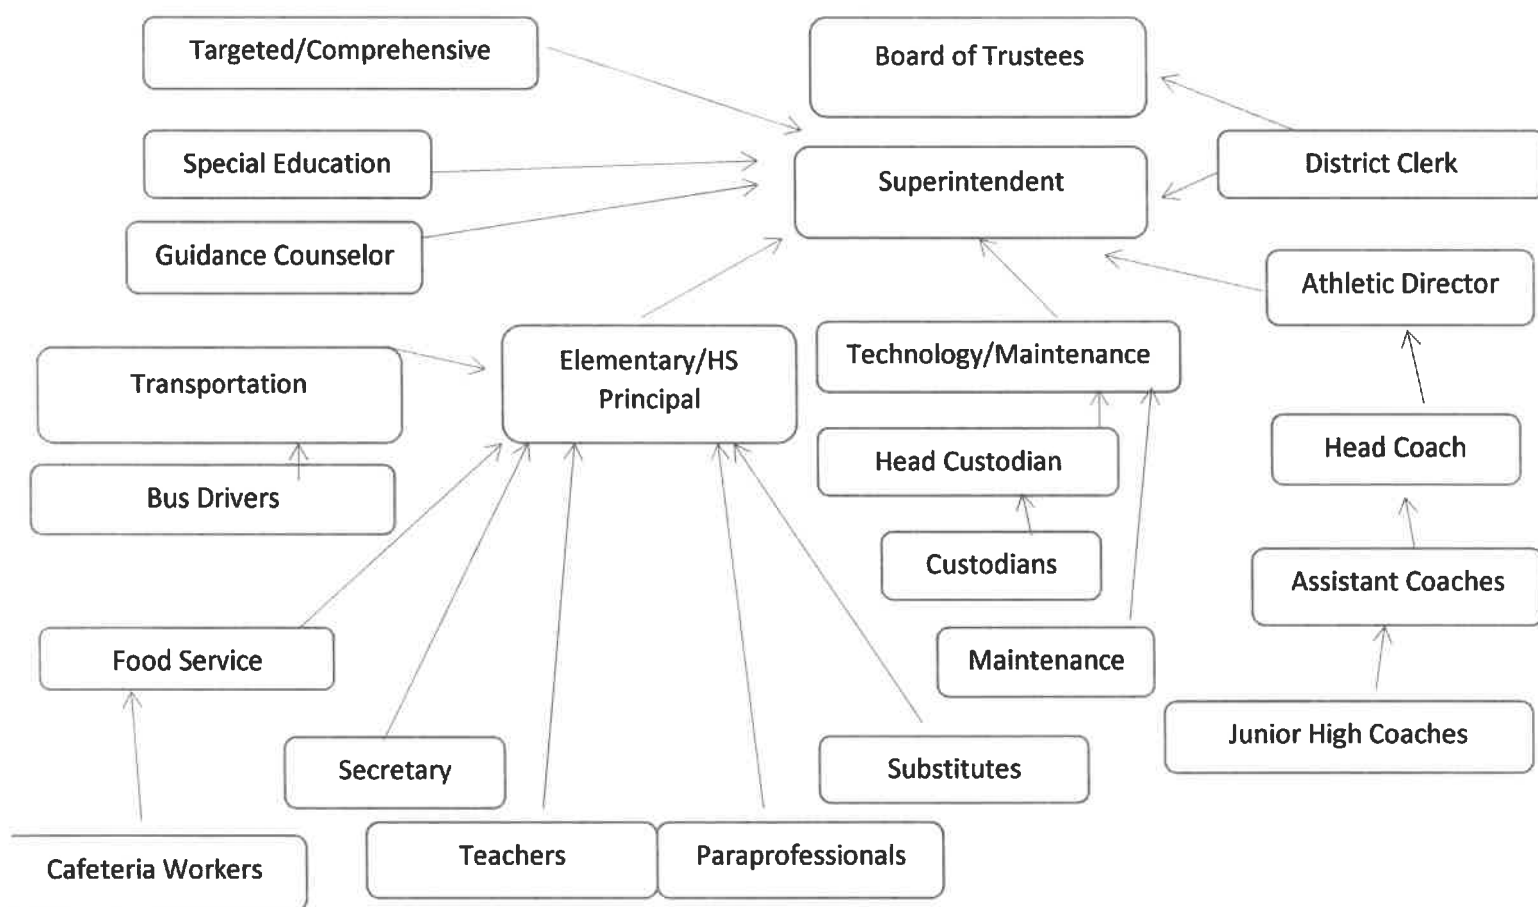 Targeted/Comprehensive
Board of Trustees
Special Education
Superintendent
District Clerk
Guidance Counselor
Athletic Director
Transportation
Elementary/HS
Principal
Technology/Maintenance
Bus Drivers
Head Custodian
Head Coach
Custodians
Assistant Coaches
Food Service
Maintenance
Junior High Coaches
Secretary
Substitutes
Cafeteria Workers
Teachers
Paraprofessionals